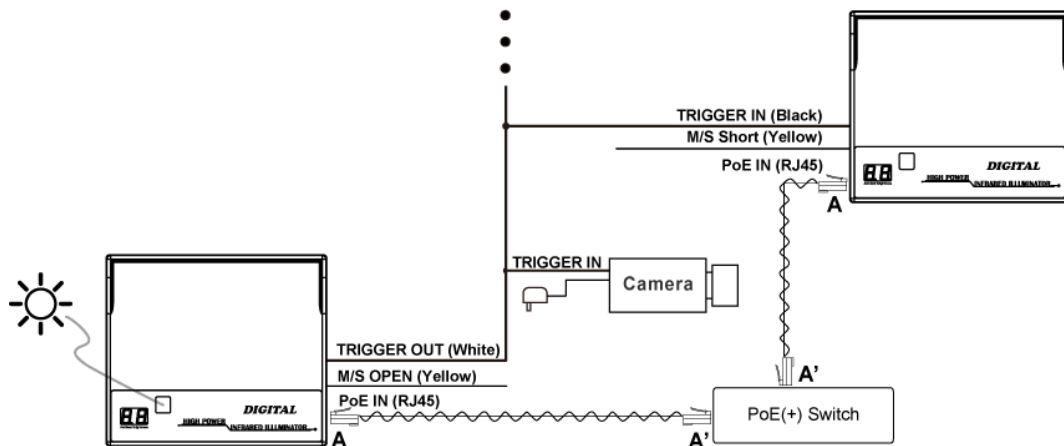 TRIGGER IN (Black)
M/S Short (Yellow)
PoE IN (RJ45)
DIGITAL
HIGH POWER
INFRARED ILLUMINATOR
A
TRIGGER IN
Camera
TRIGGER OUT (White)
M/S OPEN (Yellow)
PoE IN (RJ45)
DIGITAL
HIGH POWER
INFRARED ILLUMINATOR
A
A'
A'
PoE(+) Switch